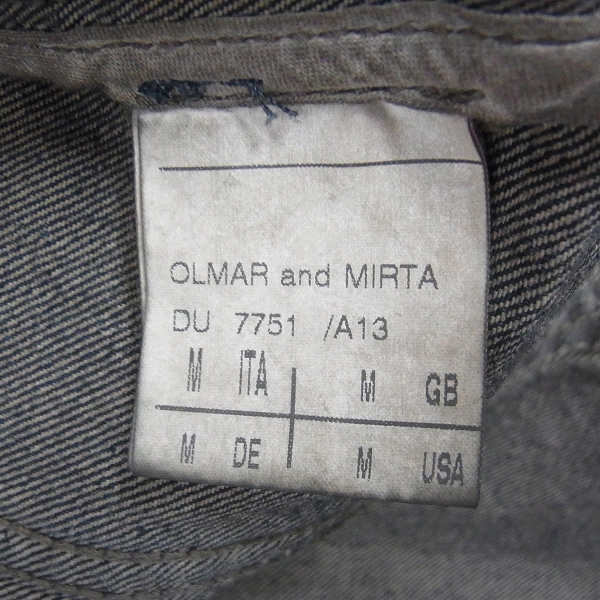 OLMAR and MIRTA
DU 7751 /A13
M ITA M GB
M DE M USA